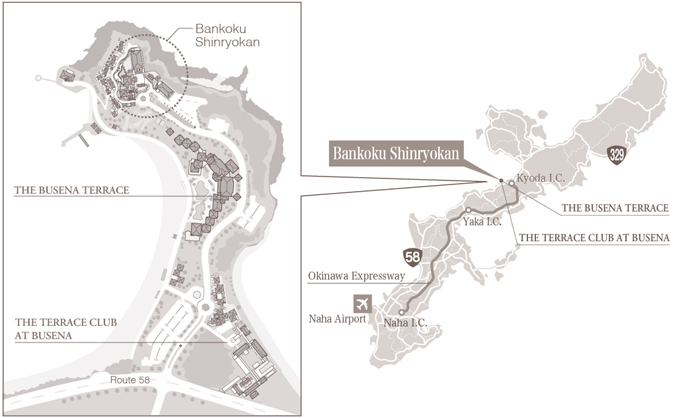 Bankoku
Shinryokan
THE BUSENA TERRACE
THE TERRACE CLUB
AT BUSENA
Route 58
Bankoku Shinryokan
329
Kyoda I.C.
THE BUSENA TERRACE
Yaka I.C.
THE TERRACE CLUB AT BUSENA
58
Okinawa Expressway
Naha Airport
Naha I.C.